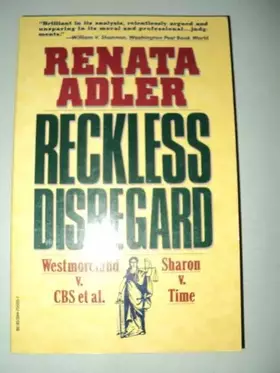 "Brilliant in its analysis, relentlessly argued and
unsparing in its moral and professional...judg-
ments."—William V. Shannon, Washington Post Book World
RENATA
ADLER
RECKLESS
DISREGARD
Westmoreland
v.
CBS et al.
Sharon
v.
Time